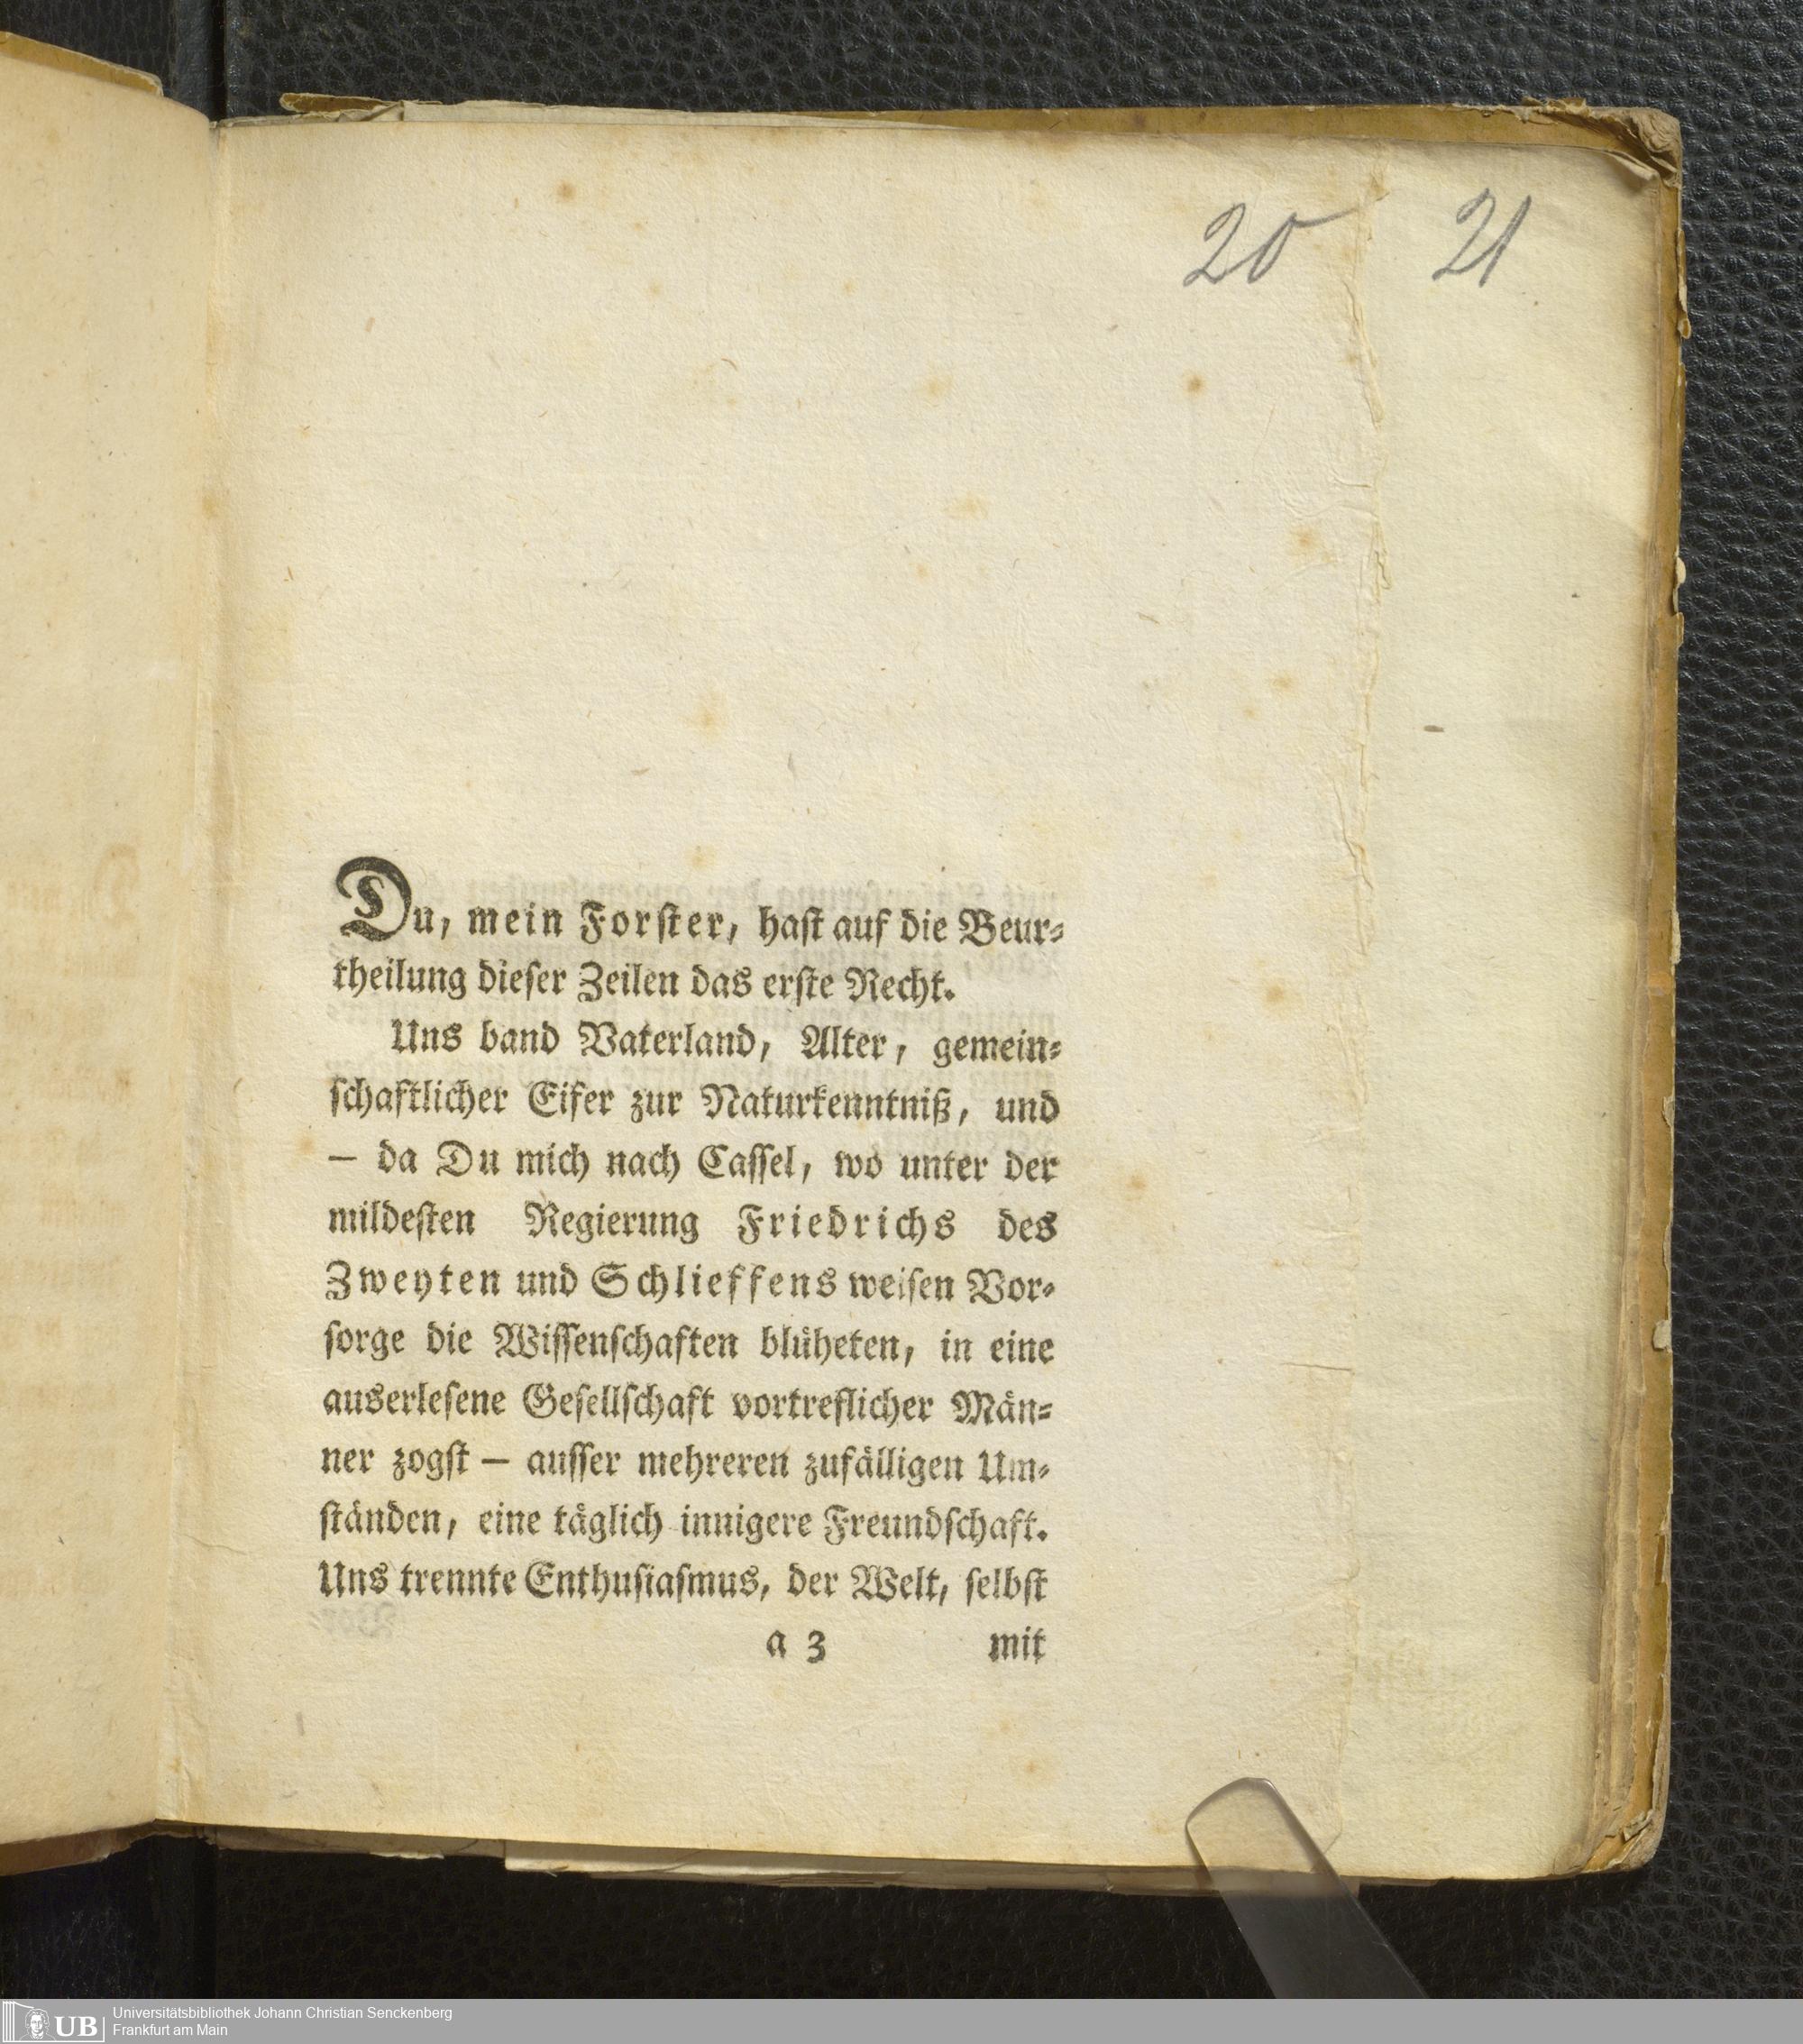 20 21
Du, mein Forster, haſt auf die Beur⸗
theilung dieſer Zeilen das erſte Recht.
Uns band Vaterland, Alter, gemein⸗
ſchaftlicher Eifer zur Naturkenntniß, und
— da Du mich nach Caſſel, wo unter der
mildeſten Regierung Friedrichs des
Zweyten und Schlieffens weiſen Vor⸗
ſorge die Wiſſenſchaften blüheten, in eine
auserleſene Geſellſchaft vortreflicher Män⸗
ner zogſt — auſſer mehreren zufälligen Um⸗
ſtänden, eine täglich innigere Freundſchaft.
Uns trennte Enthuſiaſmus, der Welt, ſelbſt
a 3 mit
UB Universitätsbibliothek Johann Christian Senckenberg
Frankfurt am Main